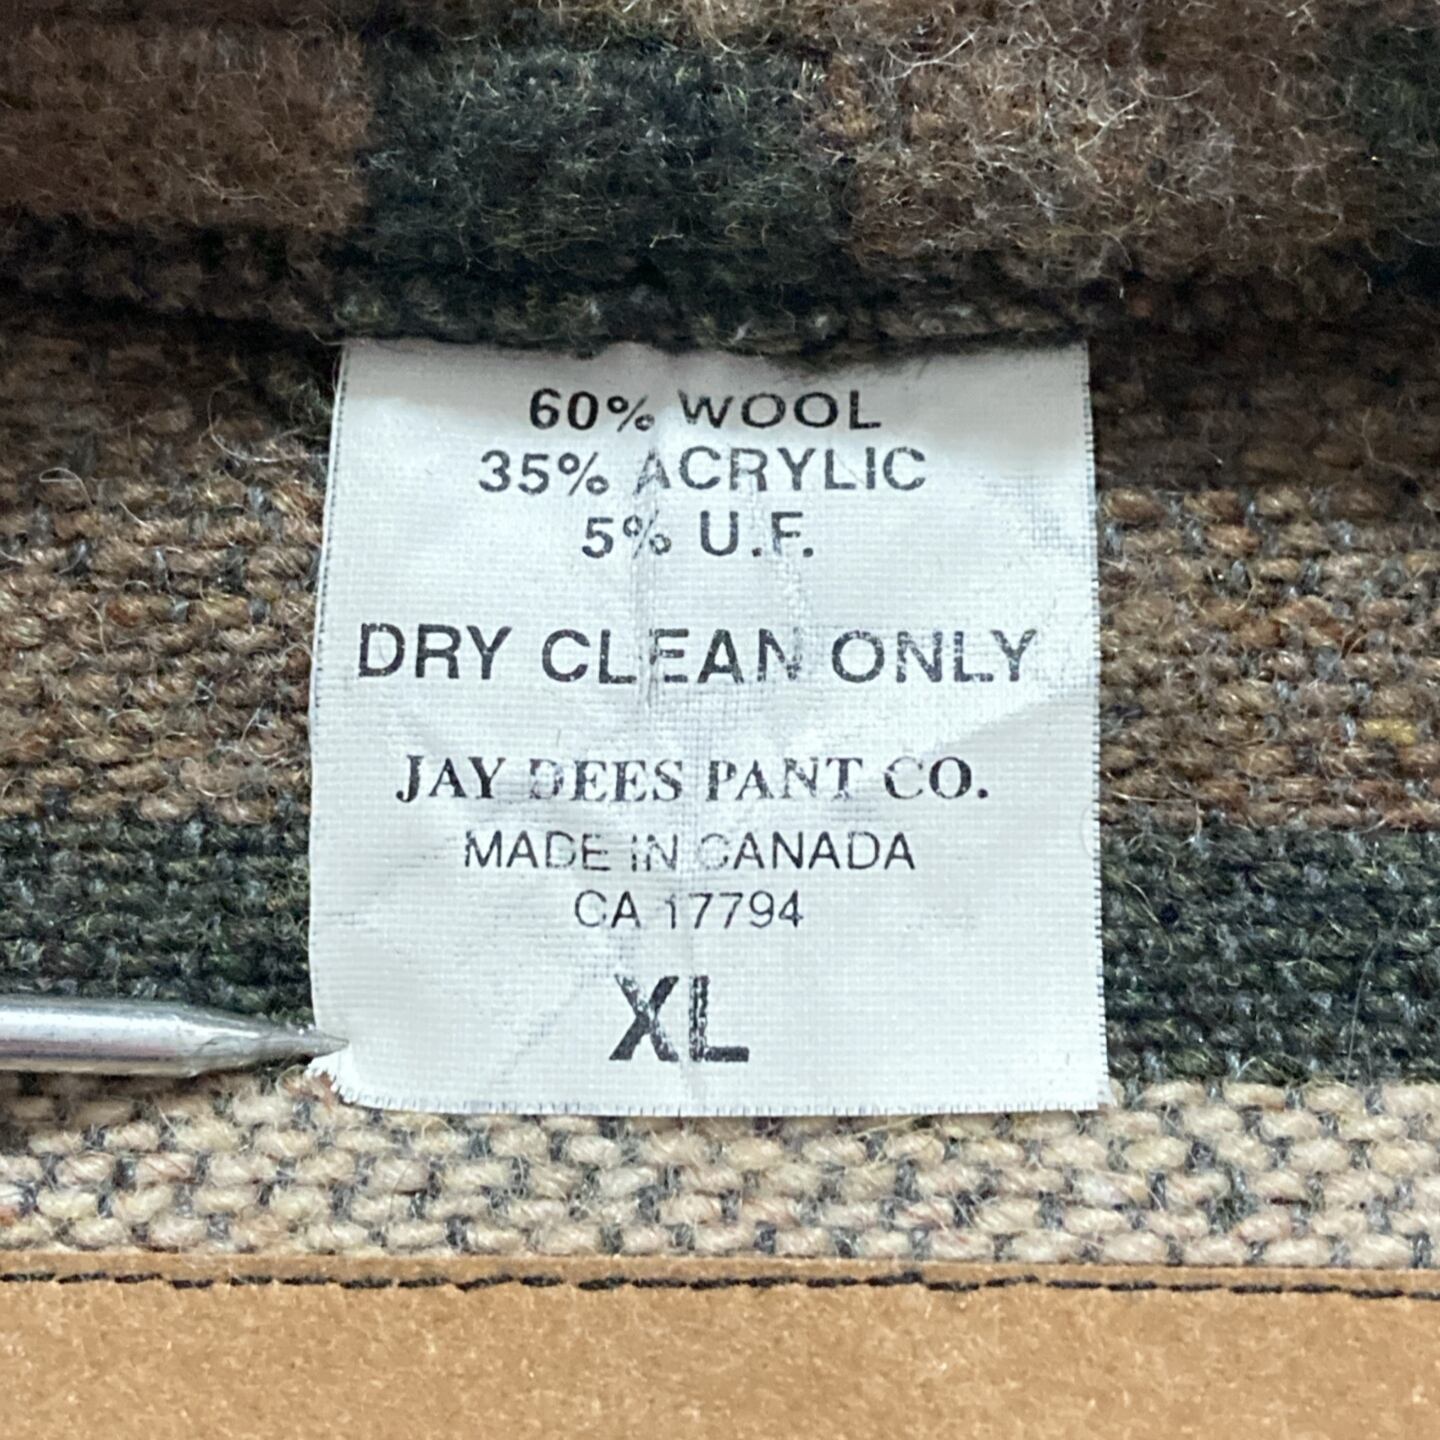 60% WOOL
35% ACRYLIC
5% U.F.
DRY CLEAN ONLY
JAY DEES PANT CO.
MADE IN CANADA
CA 17794
XL